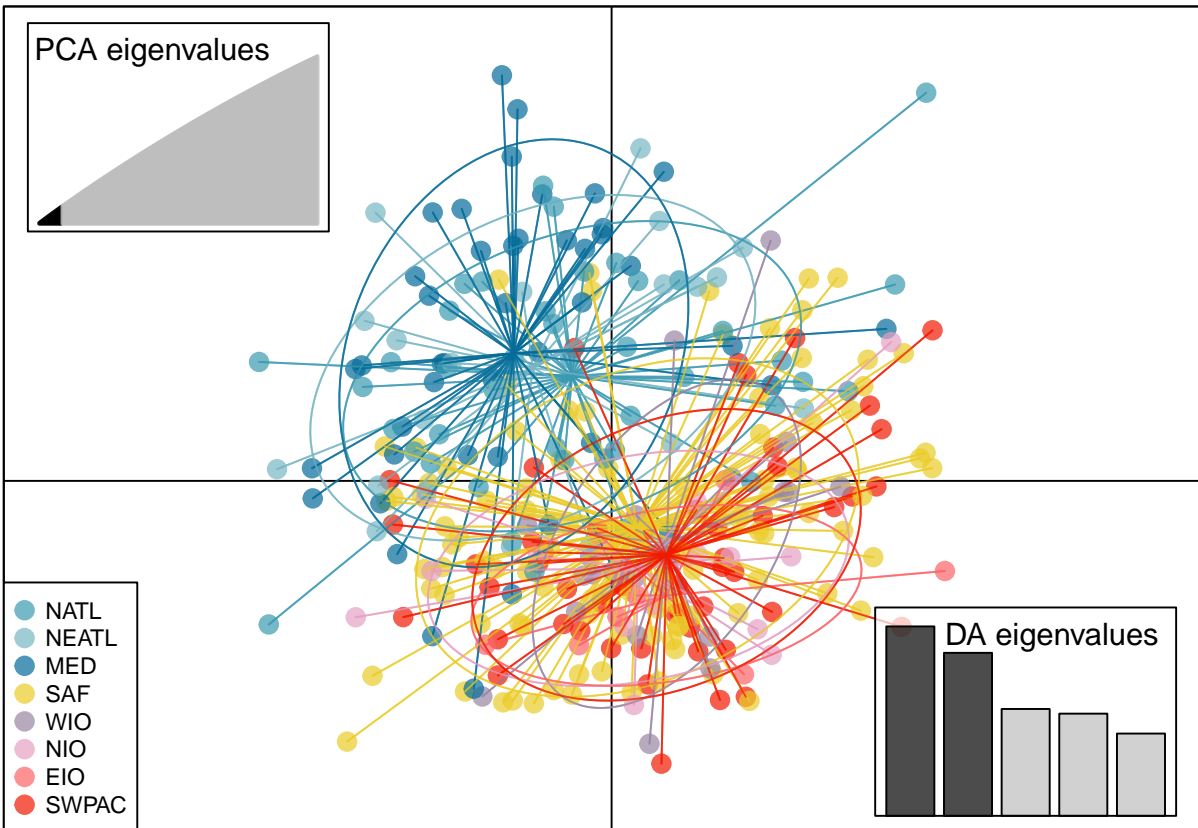 PCA eigenvalues
NATL
NEATL
MED
SAF
WIO
NIO
EIO
SWPAC
DA eigenvalues